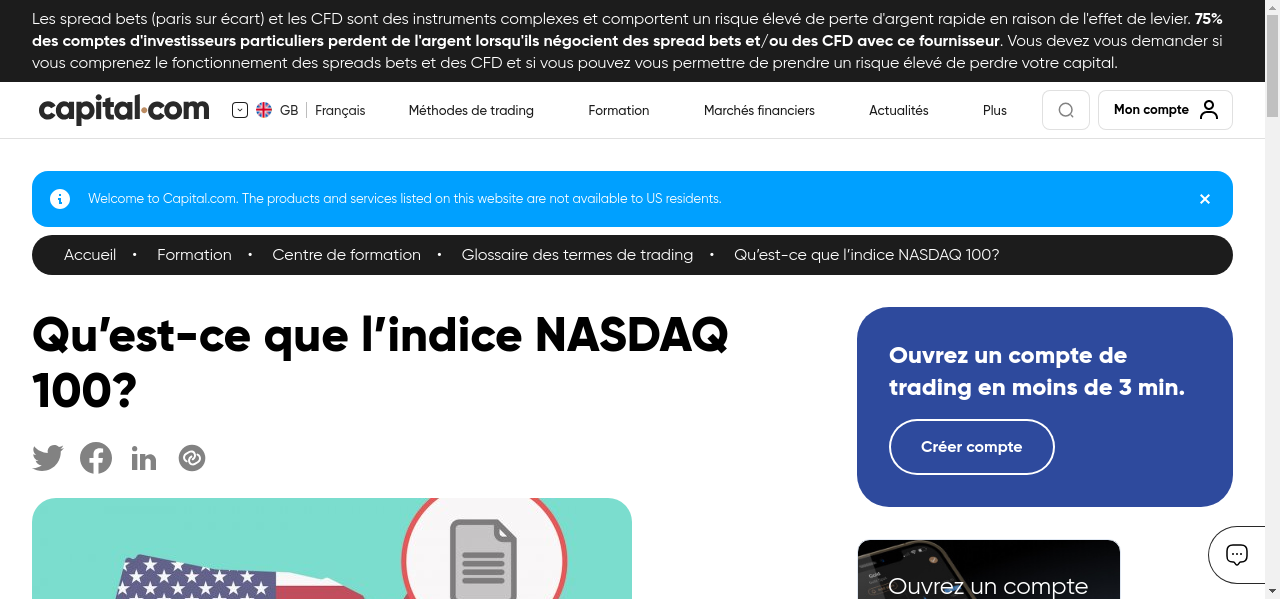 Les spread bets (paris sur écart) et les CFD sont des instruments complexes et comportent un risque élevé de perte d'argent rapide en raison de l'effet de levier. 75%
des comptes d'investisseurs particuliers perdent de l'argent lorsqu'ils négocient des spread bets et/ou des CFD avec ce fournisseur. Vous devez vous demander si
vous comprenez le fonctionnement des spreads bets et des CFD et si vous pouvez vous permettre de prendre un risque élevé de perdre votre capital.
capital.com GB Français Méthodes de trading Formation Marchés financiers Actualités Plus Mon compte
Welcome to Capital.com. The products and services listed on this website are not available to US residents.
Accueil • Formation • Centre de formation • Glossaire des termes de trading • Qu’est-ce que l’indice NASDAQ 100?
Qu’est-ce que l’indice NASDAQ
100?
Ouvrez un compte de
trading en moins de 3 min.
Créer compte
Ouvrez un compte